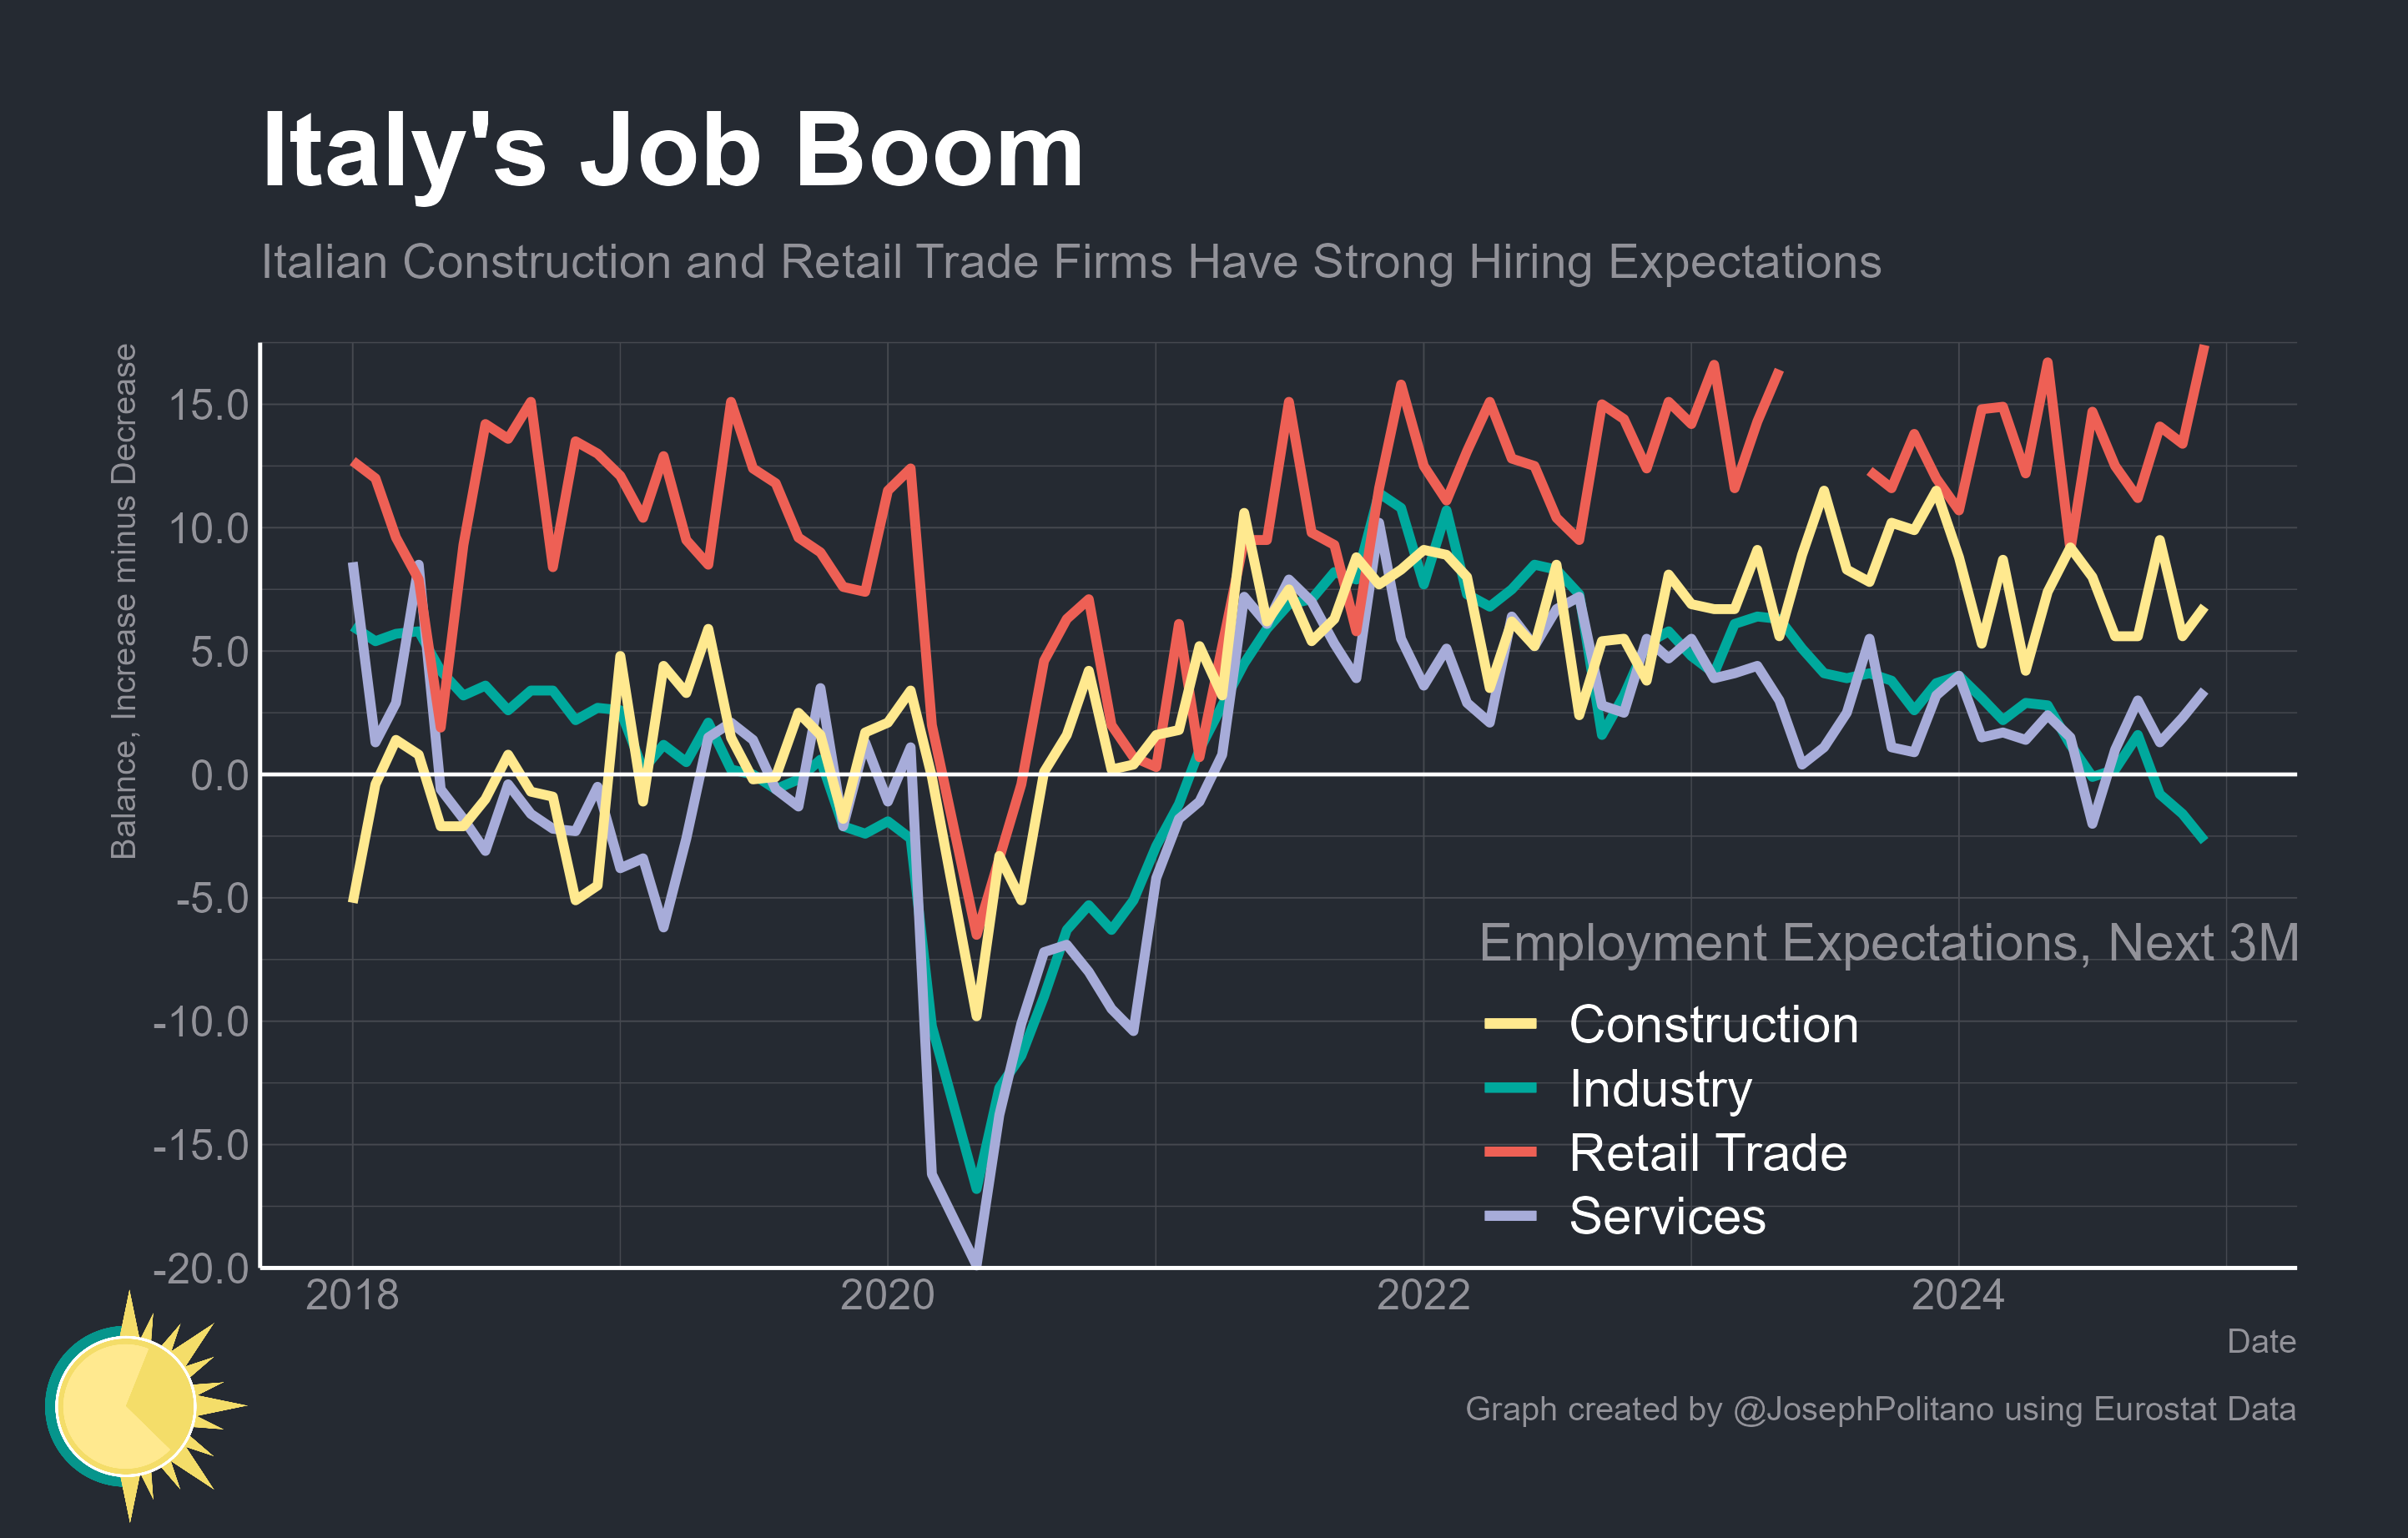 Italy's Job Boom
Italian Construction and Retail Trade Firms Have Strong Hiring Expectations
Balance, Increase minus Decrease
15.0
10.0
5.0
0.0
-5.0
-10.0
-15.0
-20.0
Employment Expectations, Next 3M
Construction
Industry
Retail Trade
Services
2018
2020
2022
2024
Date
Graph created by @JosephPolitano using Eurostat Data